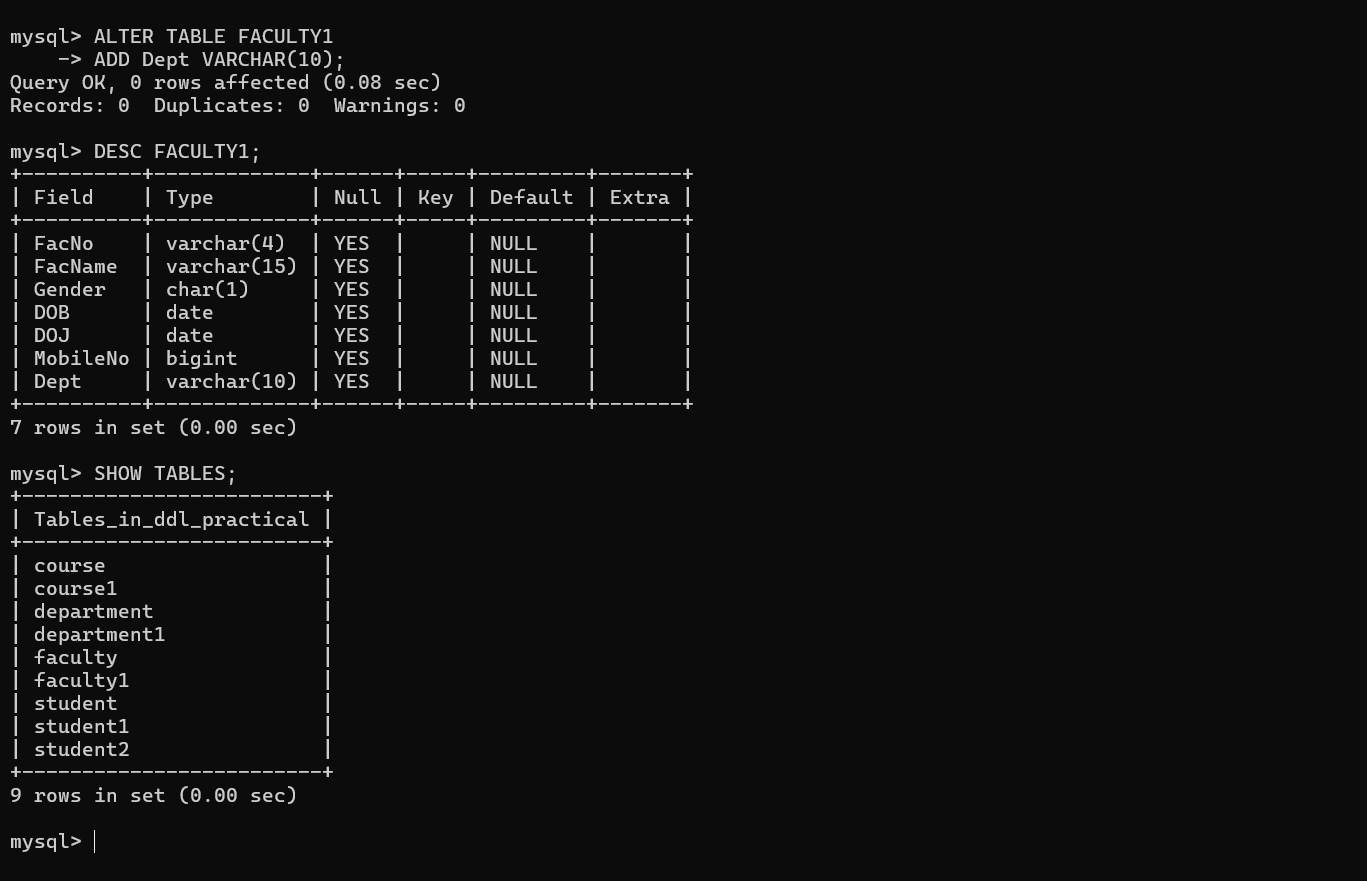 mysql> ALTER TABLE FACULTY1
    -> ADD Dept VARCHAR(10);
Query OK, 0 rows affected (0.08 sec)
Records: 0  Duplicates: 0  Warnings: 0

mysql> DESC FACULTY1;
+----------+-------------+------+-----+---------+-------+
| Field    | Type        | Null | Key | Default | Extra |
+----------+-------------+------+-----+---------+-------+
| FacNo    | varchar(4)  | YES  |     | NULL    |       |
| FacName  | varchar(15) | YES  |     | NULL    |       |
| Gender   | char(1)     | YES  |     | NULL    |       |
| DOB      | date        | YES  |     | NULL    |       |
| DOJ      | date        | YES  |     | NULL    |       |
| MobileNo | bigint      | YES  |     | NULL    |       |
| Dept     | varchar(10) | YES  |     | NULL    |       |
+----------+-------------+------+-----+---------+-------+
7 rows in set (0.00 sec)

mysql> SHOW TABLES;
+-------------------------+
| Tables_in_ddl_practical |
+-------------------------+
| course                  |
| course1                 |
| department              |
| department1             |
| faculty                 |
| faculty1                |
| student                 |
| student1                |
| student2                |
+-------------------------+
9 rows in set (0.00 sec)

mysql>